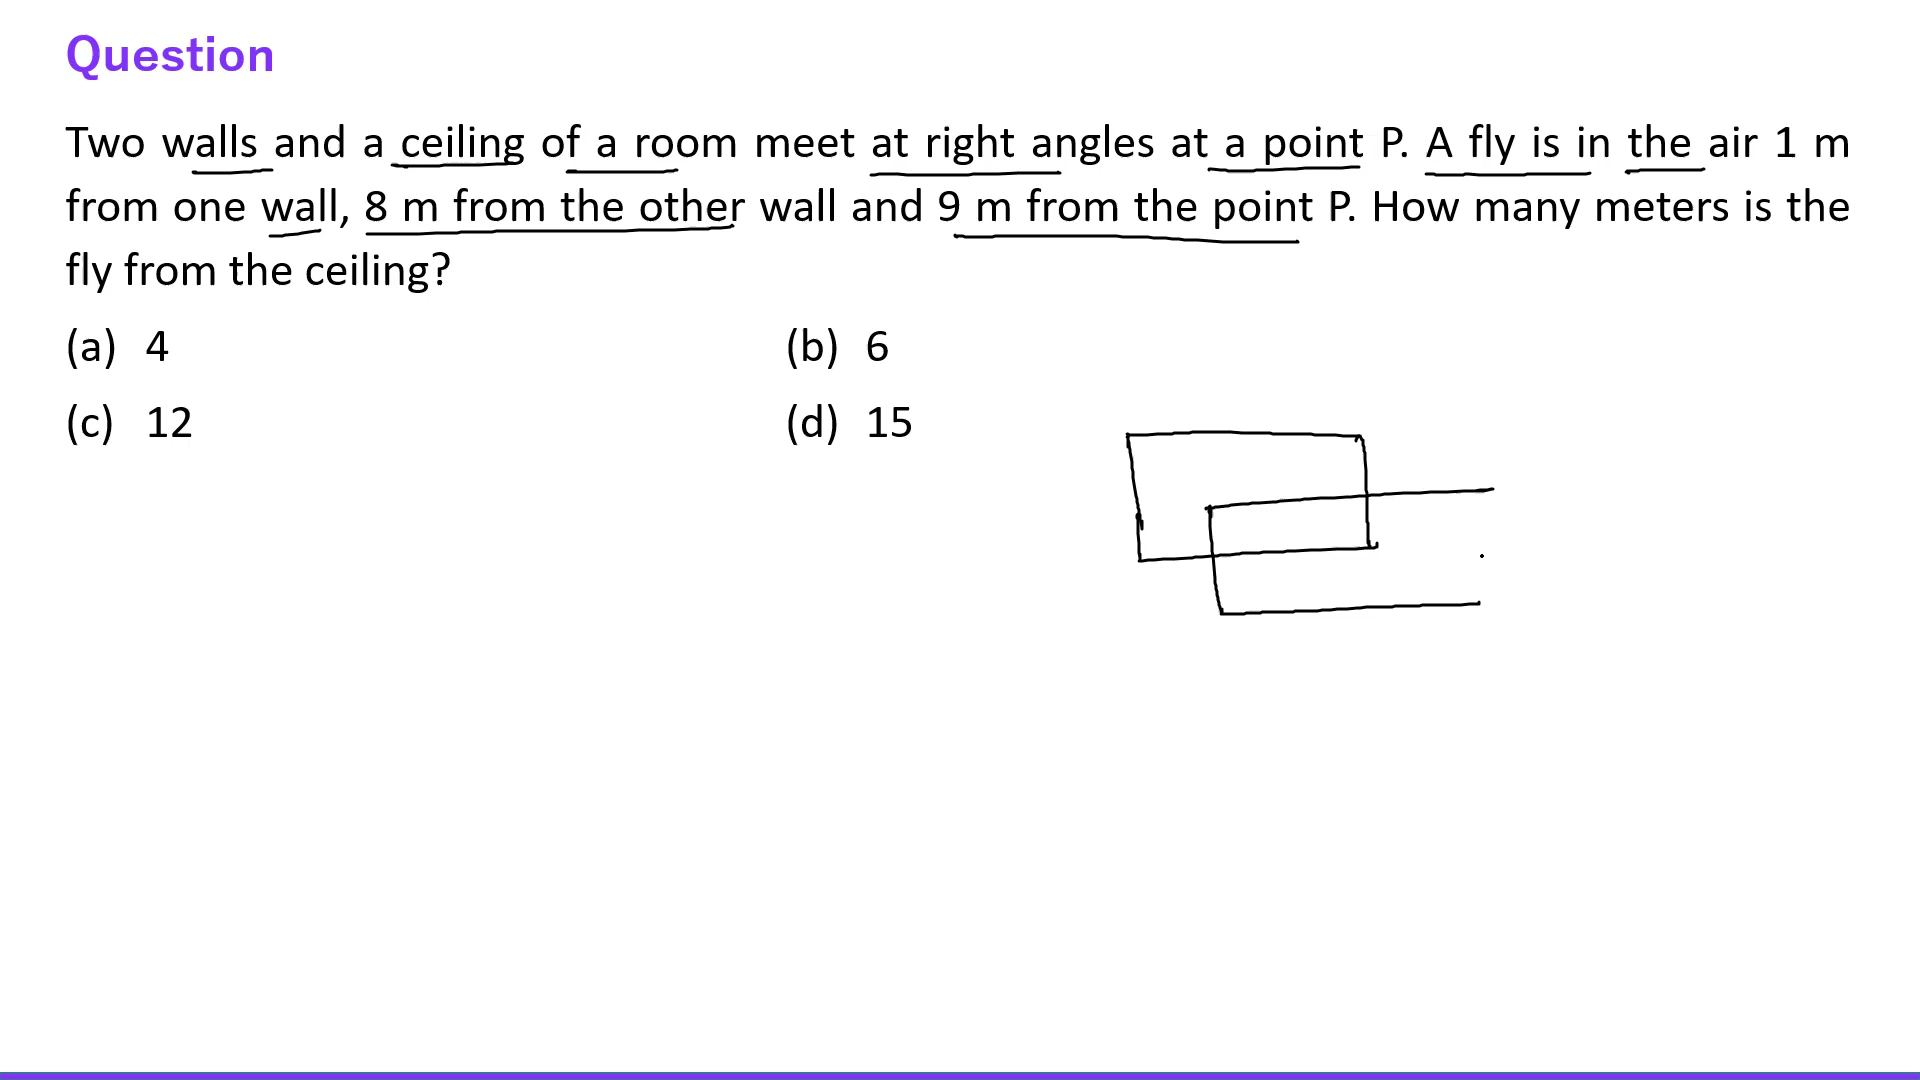 Question
Two walls and a ceiling of a room meet at right angles at a point P. A fly is in the air 1 m
from one wall, 8 m from the other wall and 9 m from the point P. How many meters is the
fly from the ceiling?
(a) 4 (b) 6
(c) 12 (d) 15